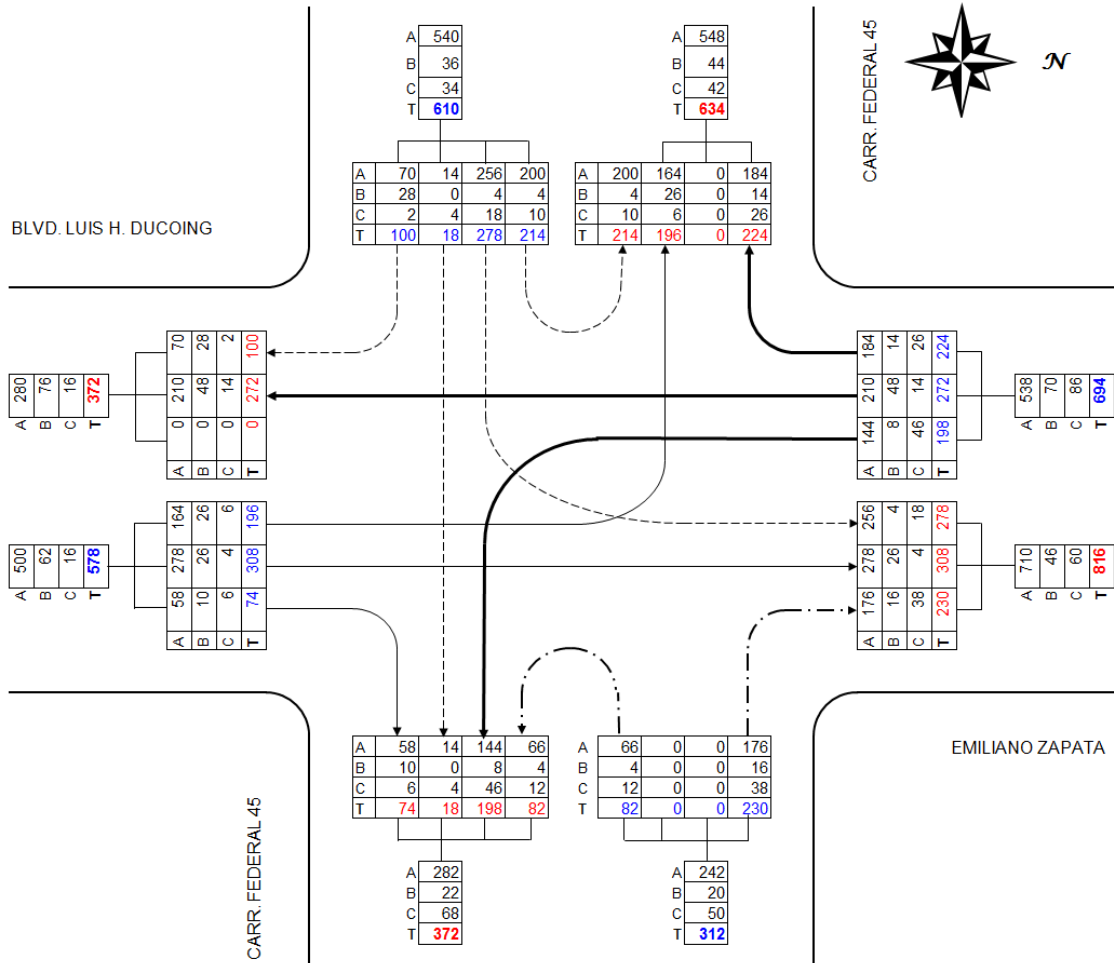 A 540
B 36
C 34
T 610
A 548
B 44
C 42
T 634
CARR. FEDERAL 45
N
A 70 14 256 200
B 28 0 4 4
C 2 4 18 10
T 100 18 278 214
A 200 164 0 184
B 4 26 0 14
C 10 6 0 26
T 214 196 0 224
BLVD. LUIS H. DUCOING
70 28 2 100
210 48 14 272
0 0 0 0
A B C T
280 76 16 372
A B C T
184 14 26 224
210 48 14 272
144 8 46 198
A B C T
538 70 86 694
A B C T
164 26 6 196
278 26 4 308
58 10 6 74
A B C T
500 62 16 578
A B C T
256 4 18 278
278 26 4 308
176 16 38 230
A B C T
710 46 60 816
A B C T
A 58 14 144 66
B 10 0 8 4
C 6 4 46 12
T 74 18 198 82
A 66 0 0 176
B 4 0 0 16
C 12 0 0 38
T 82 0 0 230
EMILIANO ZAPATA
CARR. FEDERAL 45
A 282
B 22
C 68
T 372
A 242
B 20
C 50
T 312